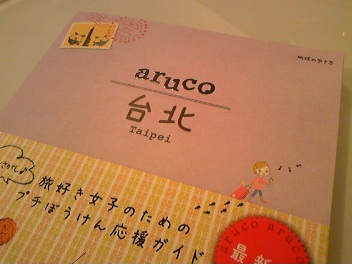 地球の歩き方
aruco
台北
Taipei
旅好き女子のための
プチぼうけん応援ガイド
最新
aruco aruco